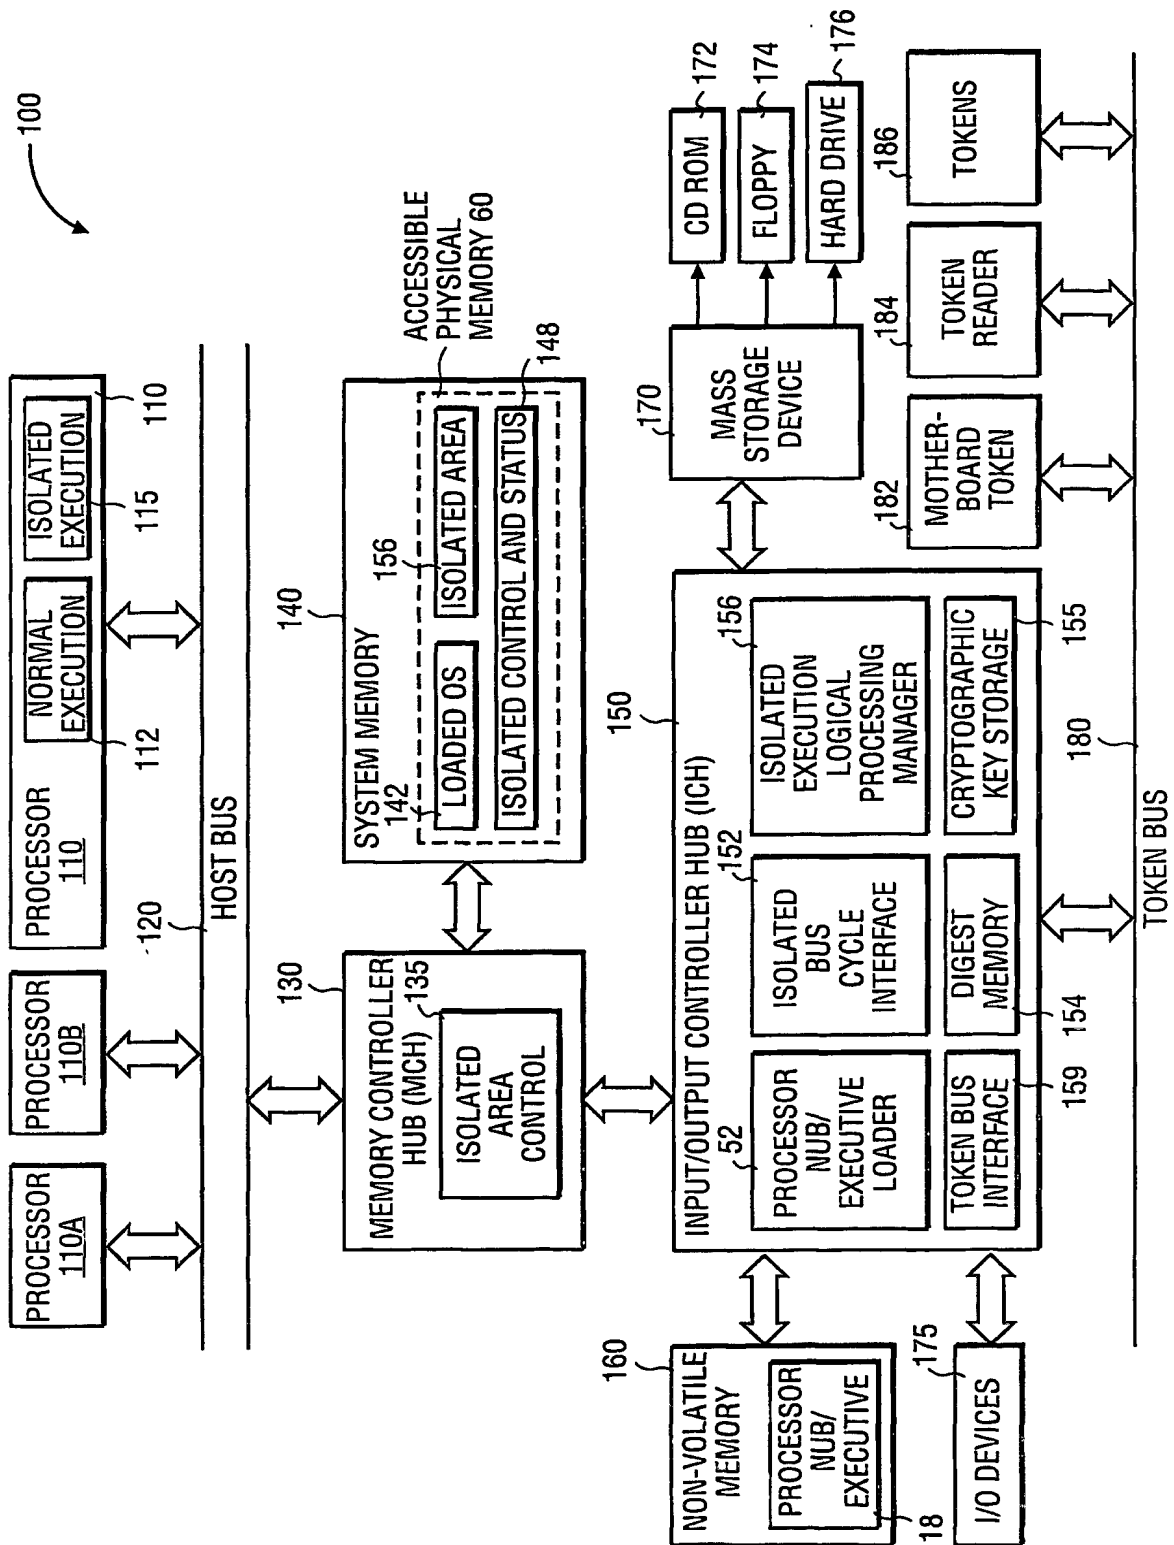 100
PROCESSOR
110A
PROCESSOR
110B
PROCESSOR
110
NORMAL
EXECUTION
112
ISOLATED
EXECUTION
115
110
120
HOST BUS
MEMORY CONTROLLER
HUB (MCH)
130
135
ISOLATED
AREA
CONTROL
SYSTEM MEMORY
140
142
LOADED OS
156
ISOLATED AREA
ISOLATED CONTROL AND STATUS
148
ACCESSIBLE
PHYSICAL
MEMORY 60
NON-VOLATILE
MEMORY
160
PROCESSOR
NUB/
EXECUTIVE
18
I/O DEVICES
175
INPUT/OUTPUT CONTROLLER HUB (ICH)
150
52
PROCESSOR
NUB/
EXECUTIVE
LOADER
152
ISOLATED
BUS
CYCLE
INTERFACE
156
ISOLATED
EXECUTION
LOGICAL
PROCESSING
MANAGER
TOKEN BUS
INTERFACE
159
DIGEST
MEMORY
154
CRYPTOGRAPHIC
KEY STORAGE
155
170
MASS
STORAGE
DEVICE
CD ROM
172
FLOPPY
174
HARD DRIVE
176
182
MOTHER-
BOARD
TOKEN
184
TOKEN
READER
186
TOKENS
180
TOKEN BUS